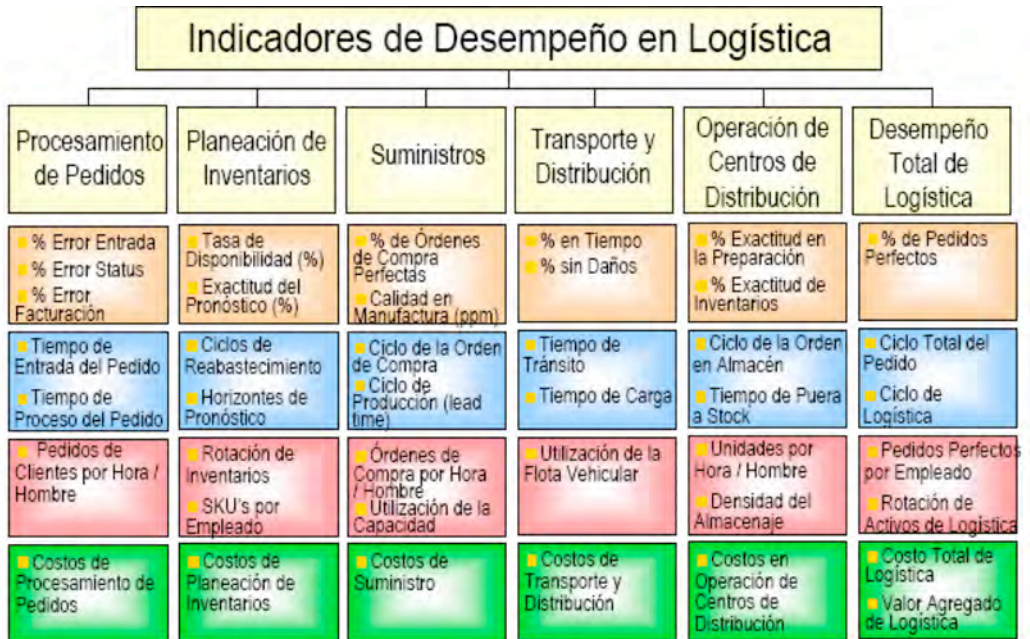 Indicadores de Desempeño en Logística
Procesamiento
de Pedidos
Planeación de
Inventarios
Suministros
Transporte y
Distribución
Operación de
Centros de
Distribución
Desempeño
Total de
Logística
% Error Entrada
% Error Status
% Error
Facturación
Tasa de
Disponibilidad (%)
Exactitud del
Pronóstico (%)
% de Órdenes
de Compra
Perfectas
Calidad en
Manufactura (ppm)
% en Tiempo
% sin Daños
% Exactitud en
la Preparación
% Exactitud de
Inventarios
% de Pedidos
Perfectos
Tiempo de
Entrada del Pedido
Tiempo de
Proceso del Pedido
Ciclos de
Reabastecimiento
Horizontes de
Pronóstico
Ciclo de la Orden
de Compra
Ciclo de
Producción (lead
time)
Tiempo de
Tránsito
Tiempo de Carga
Ciclo de la Orden
en Almacén
Tiempo de Puera
a Stock
Ciclo Total del
Pedido
Ciclo de
Logística
Pedidos de
Clientes por Hora /
Hombre
Rotación de
Inventarios
SKU's por
Empleado
Órdenes de
Compra por Hora
/ Hombre
Utilización de la
Capacidad
Utilización de la
Flota Vehicular
Unidades por
Hora / Hombre
Densidad del
Almacenaje
Pedidos Perfectos
por Empleado
Rotación de
Activos de Logística
Costos de
Procesamiento de
Pedidos
Costos de
Planeación de
Inventarios
Costos de
Suministro
Costos de
Transporte y
Distribución
Costos en
Operación de
Centros de
Distribución
Costo Total de
Logística
Valor Agregado
de Logística